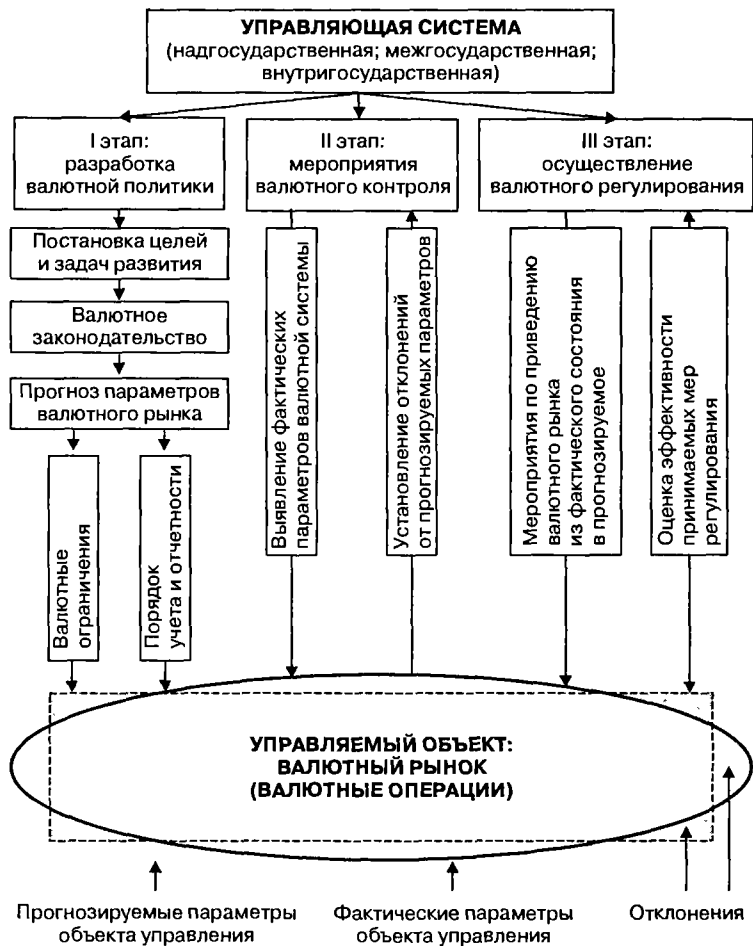 УПРАВЛЯЮЩАЯ СИСТЕМА
(надгосударственная; межгосударственная;
внутригосударственная)
I этап:
разработка
валютной политики
II этап:
мероприятия
валютного контроля
III этап:
осуществление
валютного регулирования
Постановка целей
и задач развития
Валютное
законодательство
Прогноз параметров
валютного рынка
Валютные
ограничения
Порядок
учета и отчетности
Выявление фактических
параметров валютной системы
Установление отклонений
от прогнозируемых параметров
Мероприятия по приведению
валютного рынка
из фактического состояния
в прогнозируемое
Оценка эффективности
принимаемых мер
регулирования
УПРАВЛЯЕМЫЙ ОБЪЕКТ:
ВАЛЮТНЫЙ РЫНОК
(ВАЛЮТНЫЕ ОПЕРАЦИИ)
Прогнозируемые параметры
объекта управления
Фактические параметры
объекта управления
Отклонения